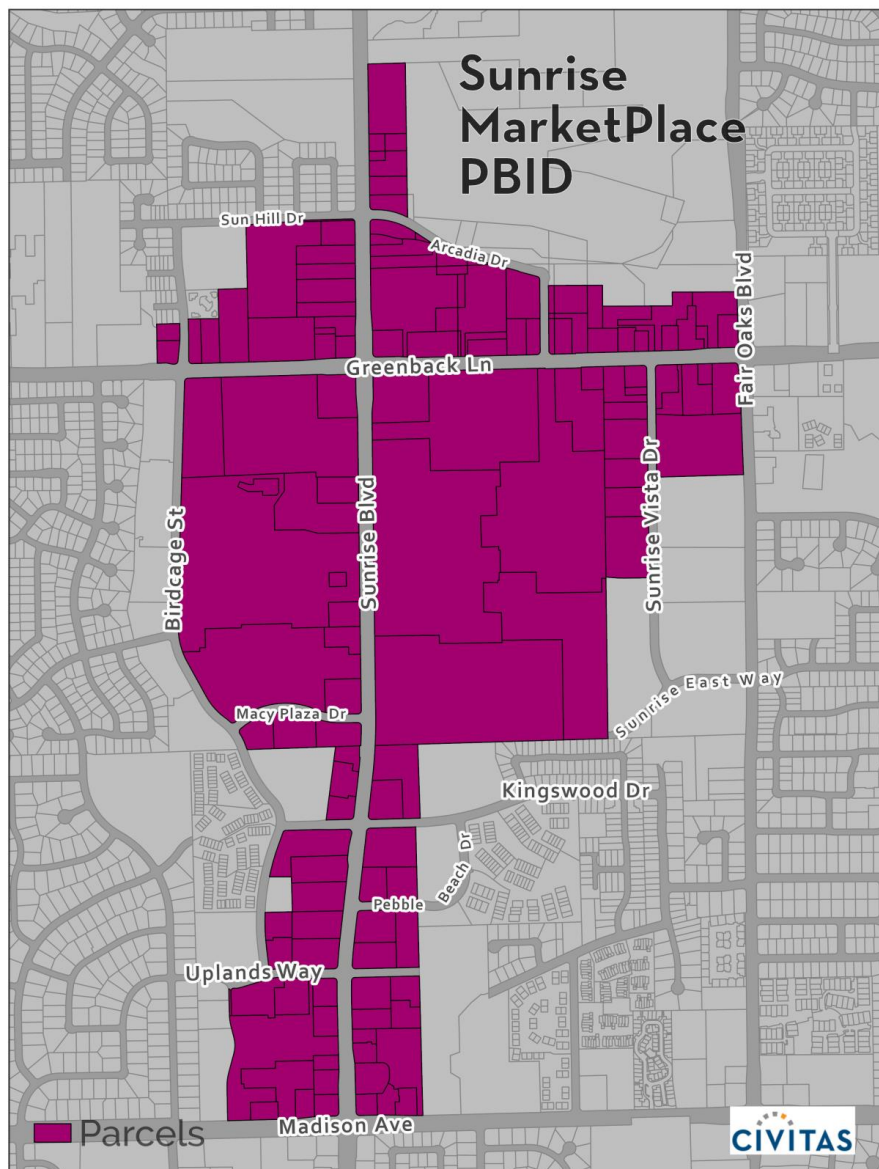 Sunrise
MarketPlace
PBID
Sun Hill Dr
Arcadia Dr
Fair Oaks Blvd
Greenback Ln
Birdcage St
Sunrise Blvd
Sunrise Vista Dr
Sunrise East Way
Macy Plaza Dr
Kingswood Dr
Pebble Beach Dr
Uplands Way
Madison Ave
Parcels
CIVITAS